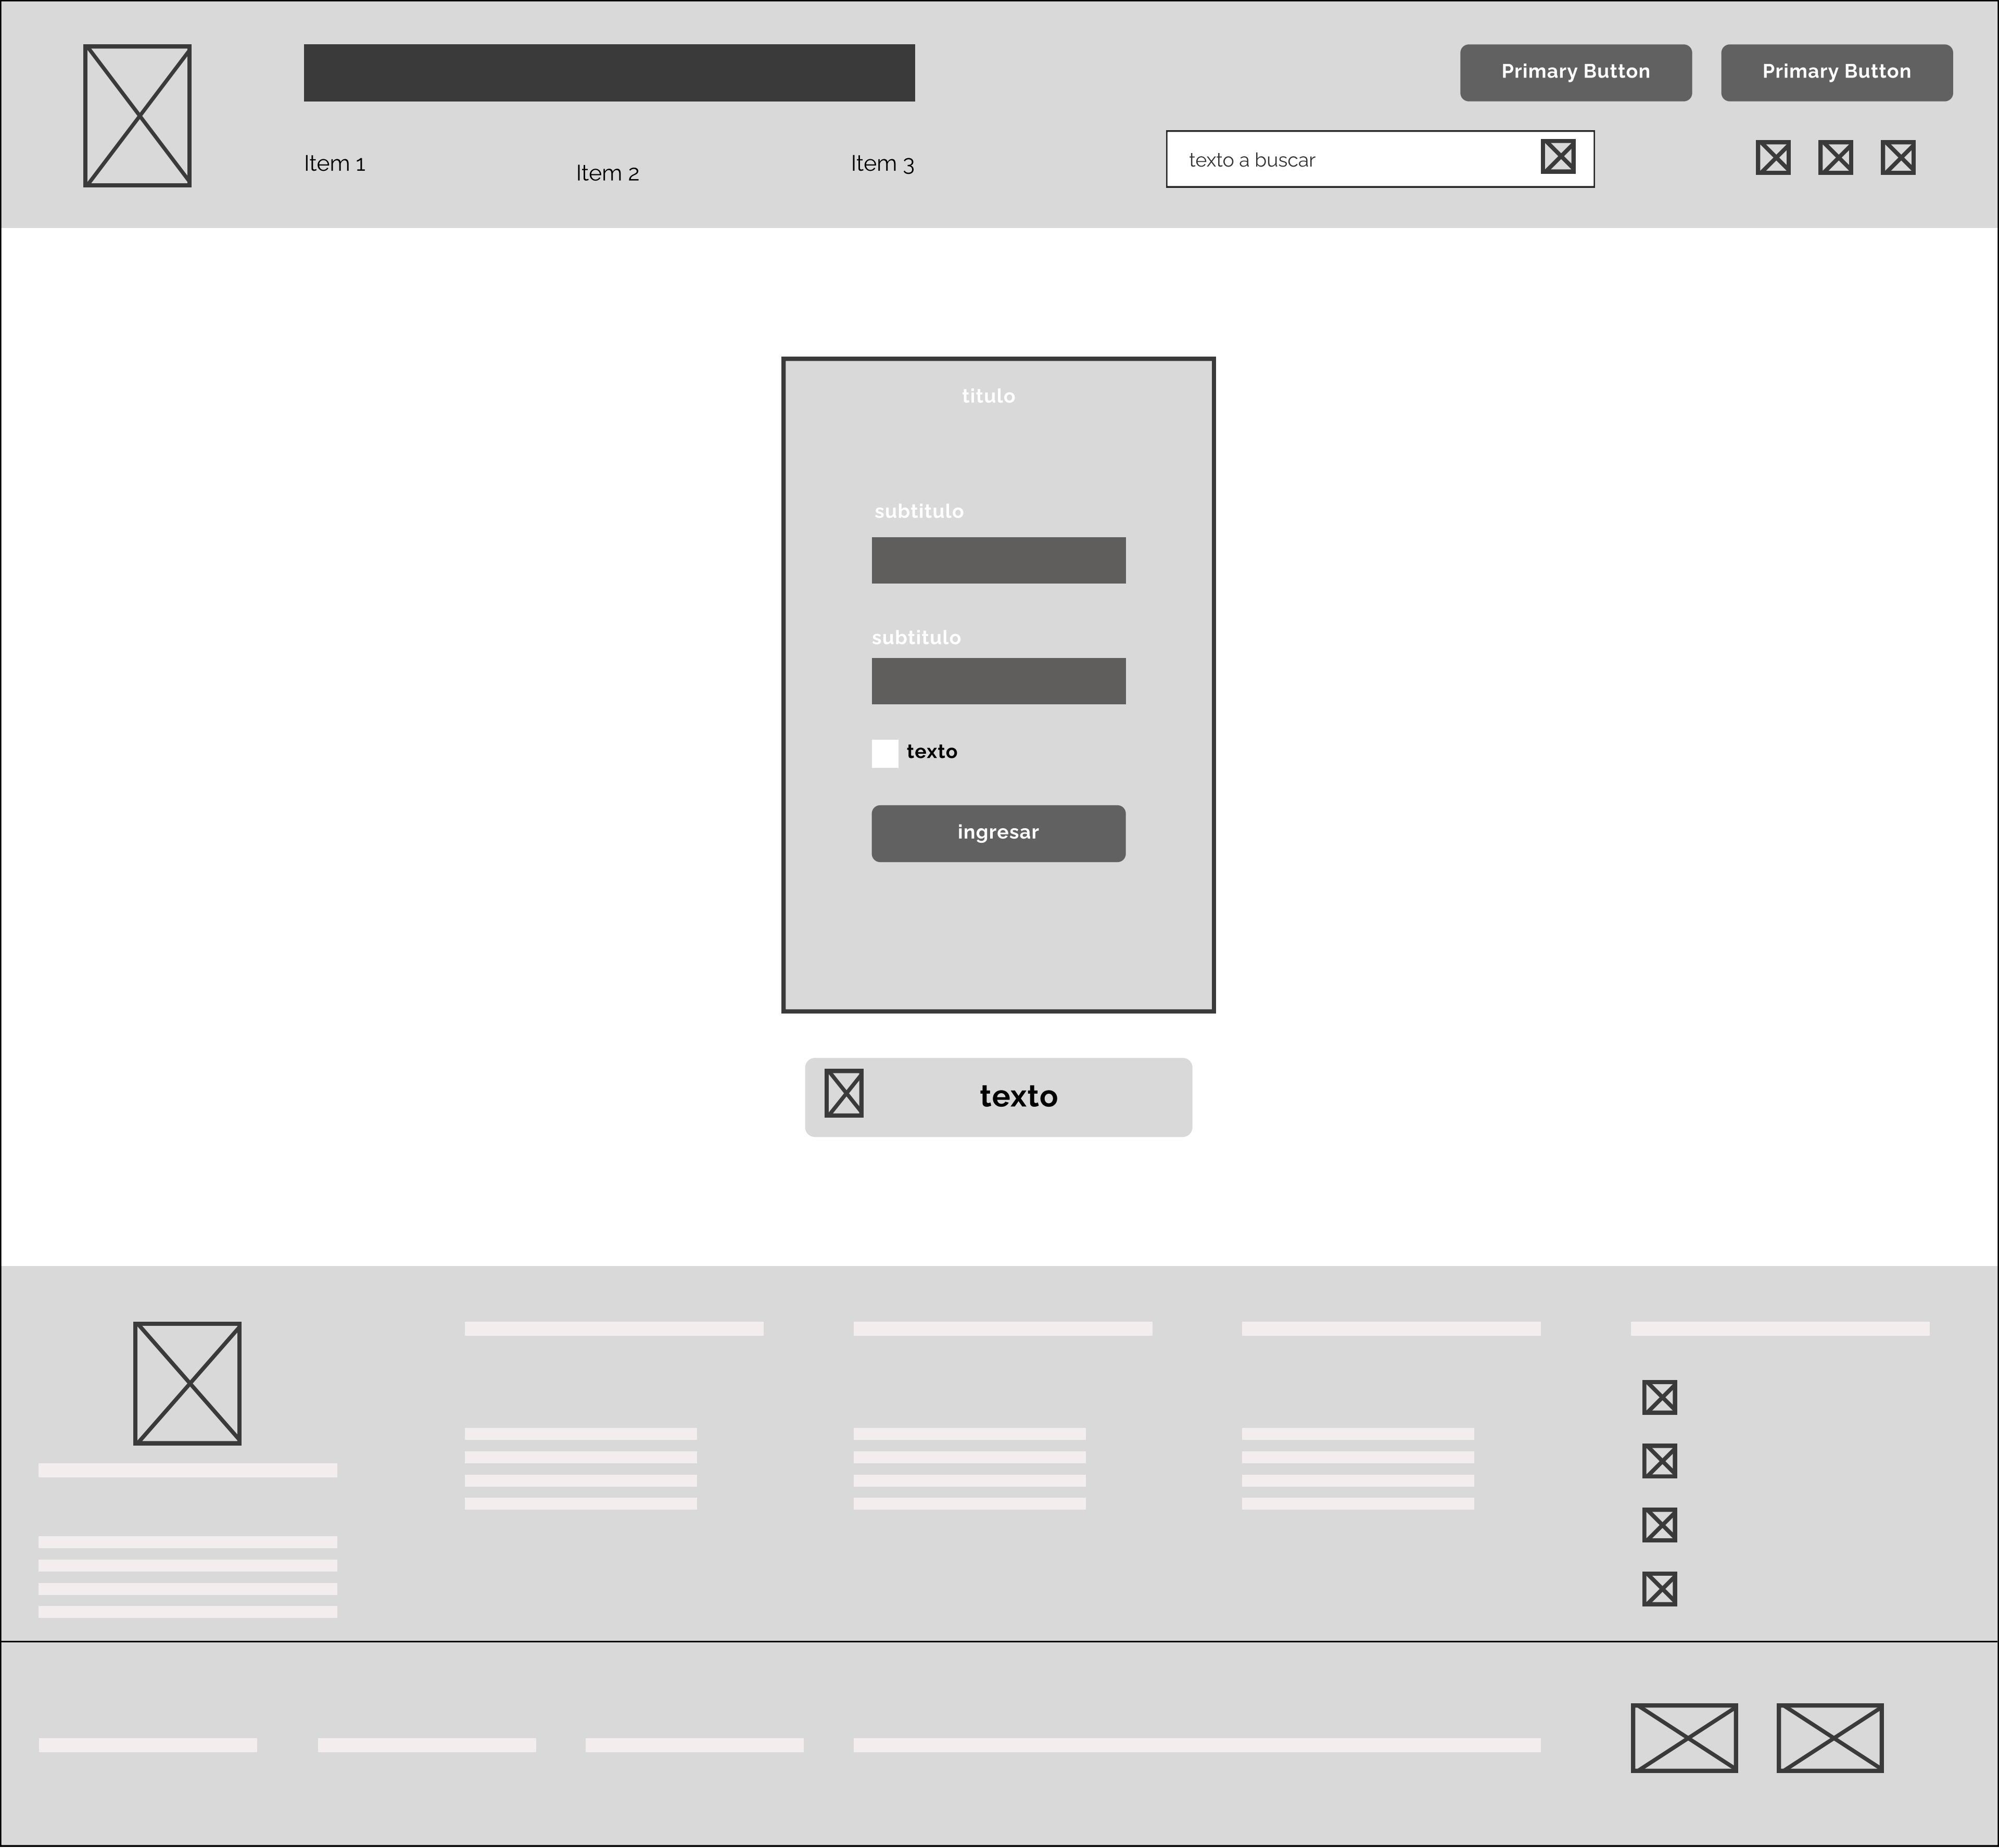 Primary Button
Primary Button
Item 1
Item 2
Item 3
texto a buscar
titulo
subtitulo
subtitulo
texto
ingresar
texto